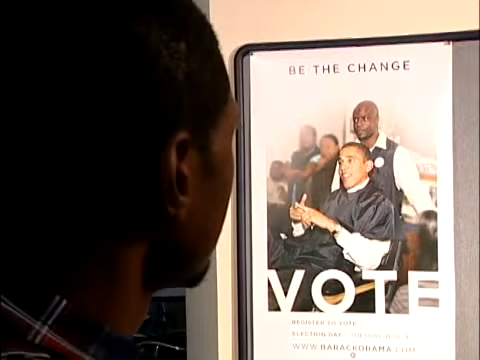 BE THE CHANGE
VOTE
REGISTER TO VOTE
ELECTION DAY
WWW.BARACKOBAMA.COM